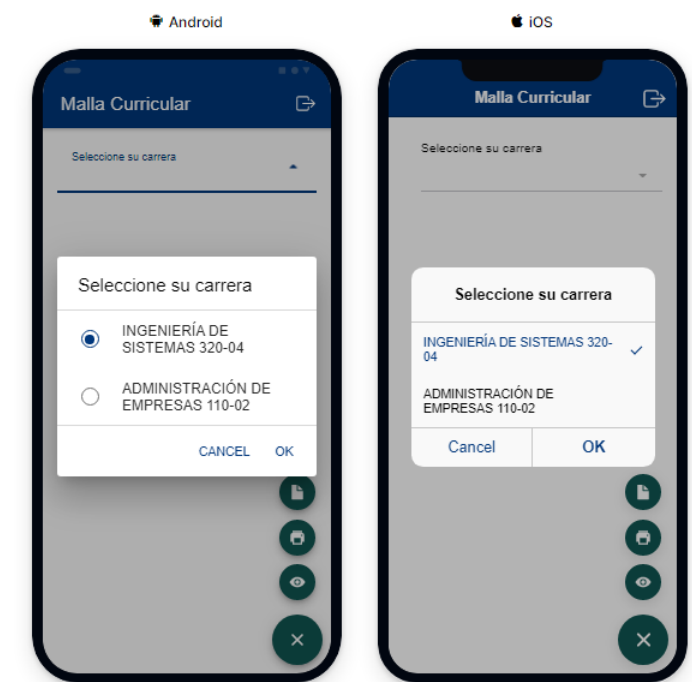 Android
Malla Curricular
Seleccione su carrera
Seleccione su carrera
INGENIERÍA DE
SISTEMAS 320-04
ADMINISTRACIÓN DE
EMPRESAS 110-02
CANCEL OK
iOS
Malla Curricular
Seleccione su carrera
Seleccione su carrera
INGENIERÍA DE SISTEMAS 320-
04
ADMINISTRACIÓN DE
EMPRESAS 110-02
Cancel OK